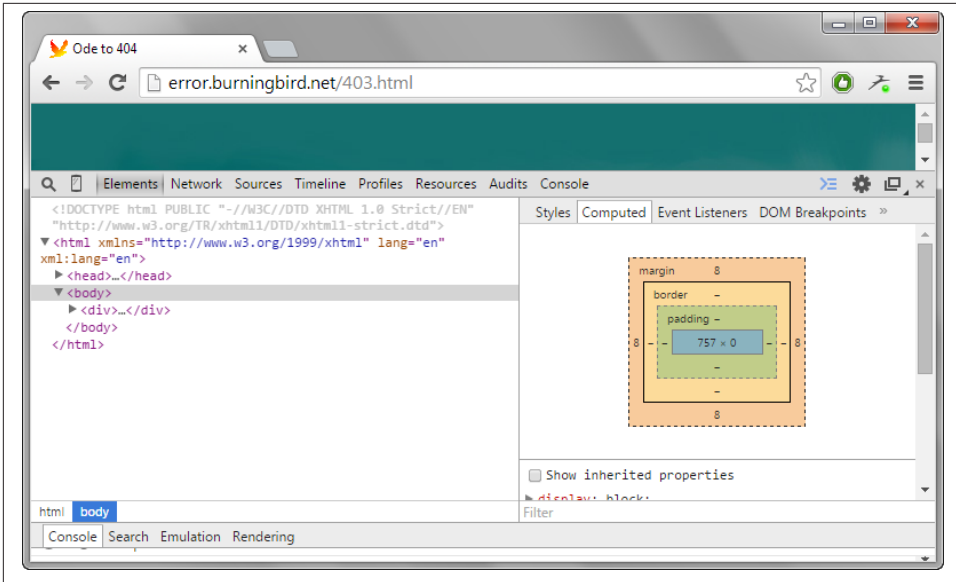 Ode to 404
error.burningbird.net/403.html
Elements Network Sources Timeline Profiles Resources Audits Console
<!DOCTYPE html PUBLIC "-//W3C//DTD XHTML 1.0 Strict//EN"
"http://www.w3.org/TR/xhtml1/DTD/xhtml1-strict.dtd">
<html xmlns="http://www.w3.org/1999/xhtml" lang="en"
xml:lang="en">
<head>…</head>
<body>
<div>…</div>
</body>
</html>
Styles Computed Event Listeners DOM Breakpoints »
margin 8
border –
padding –
8 – – 757 × 0 – – 8
–
–
8
Show inherited properties
display: block;
html body
Filter
Console Search Emulation Rendering